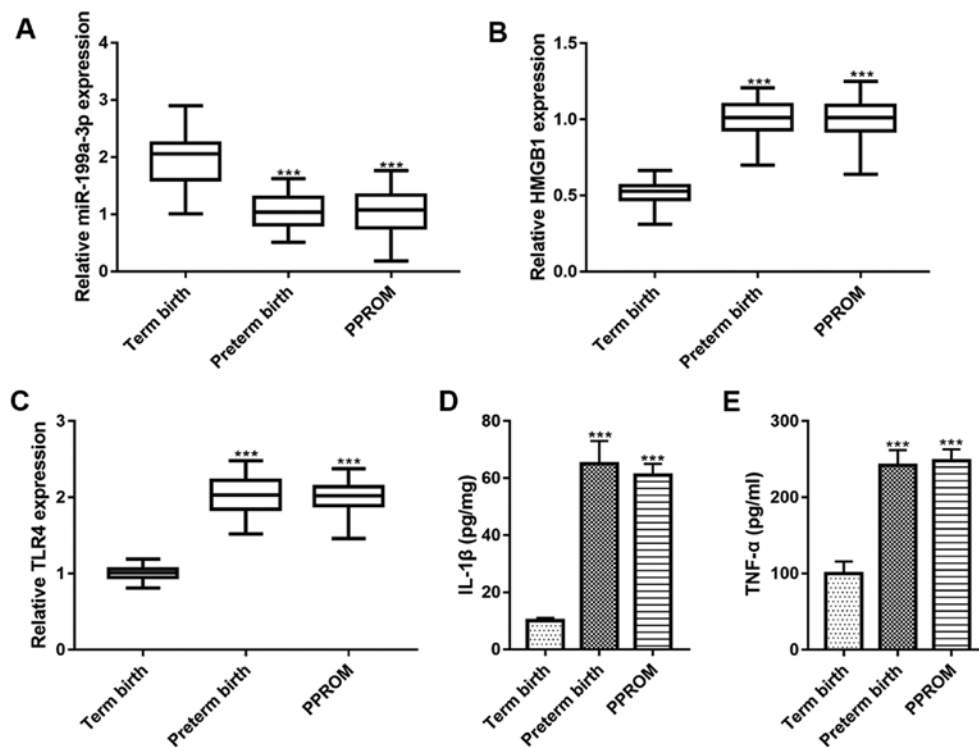 A
Relative miR-199a-3p expression
4
3
2
1
0
***
***
Term birth
Preterm birth
PPROM
B
Relative HMGB1 expression
1.5
1.0
0.5
0.0
***
***
Term birth
Preterm birth
PPROM
C
Relative TLR4 expression
3
2
1
0
***
***
Term birth
Preterm birth
PPROM
D
IL-1β (pg/mg)
80
60
40
20
0
***
***
Term birth
Preterm birth
PPROM
E
TNF-α (pg/ml)
300
200
100
0
***
***
Term birth
Preterm birth
PPROM